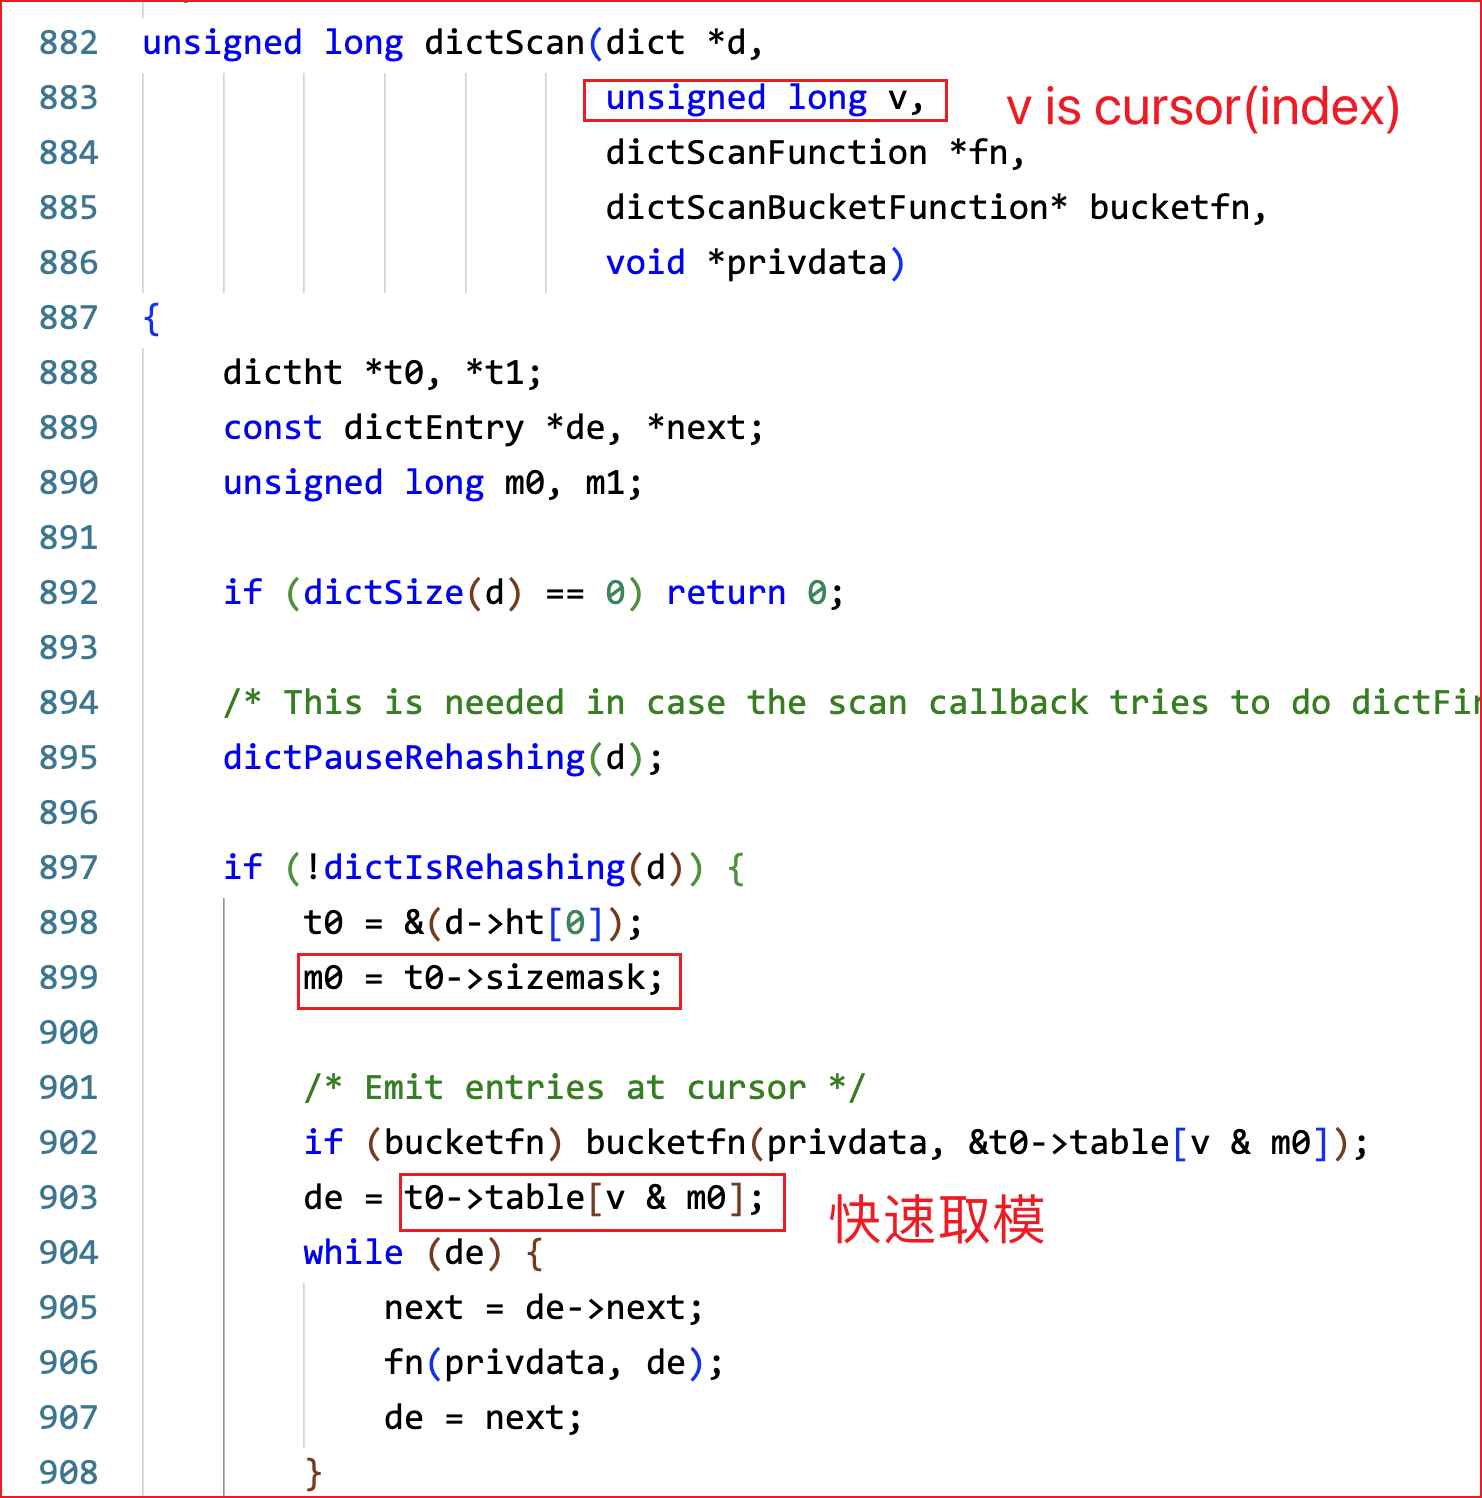 882 unsigned long dictScan(dict *d,
883 unsigned long v, v is cursor(index)
884 dictScanFunction *fn,
885 dictScanBucketFunction* bucketfn,
886 void *privdata)
887 {
888 dictht *t0, *t1;
889 const dictEntry *de, *next;
890 unsigned long m0, m1;
891
892 if (dictSize(d) == 0) return 0;
893
894 /* This is needed in case the scan callback tries to do dictFin
895 dictPauseRehashing(d);
896
897 if (!dictIsRehashing(d)) {
898 t0 = &(d->ht[0]);
899 m0 = t0->sizemask;
900
901 /* Emit entries at cursor */
902 if (bucketfn) bucketfn(privdata, &t0->table[v & m0]);
903 de = t0->table[v & m0]; 快速取模
904 while (de) {
905 next = de->next;
906 fn(privdata, de);
907 de = next;
908 }